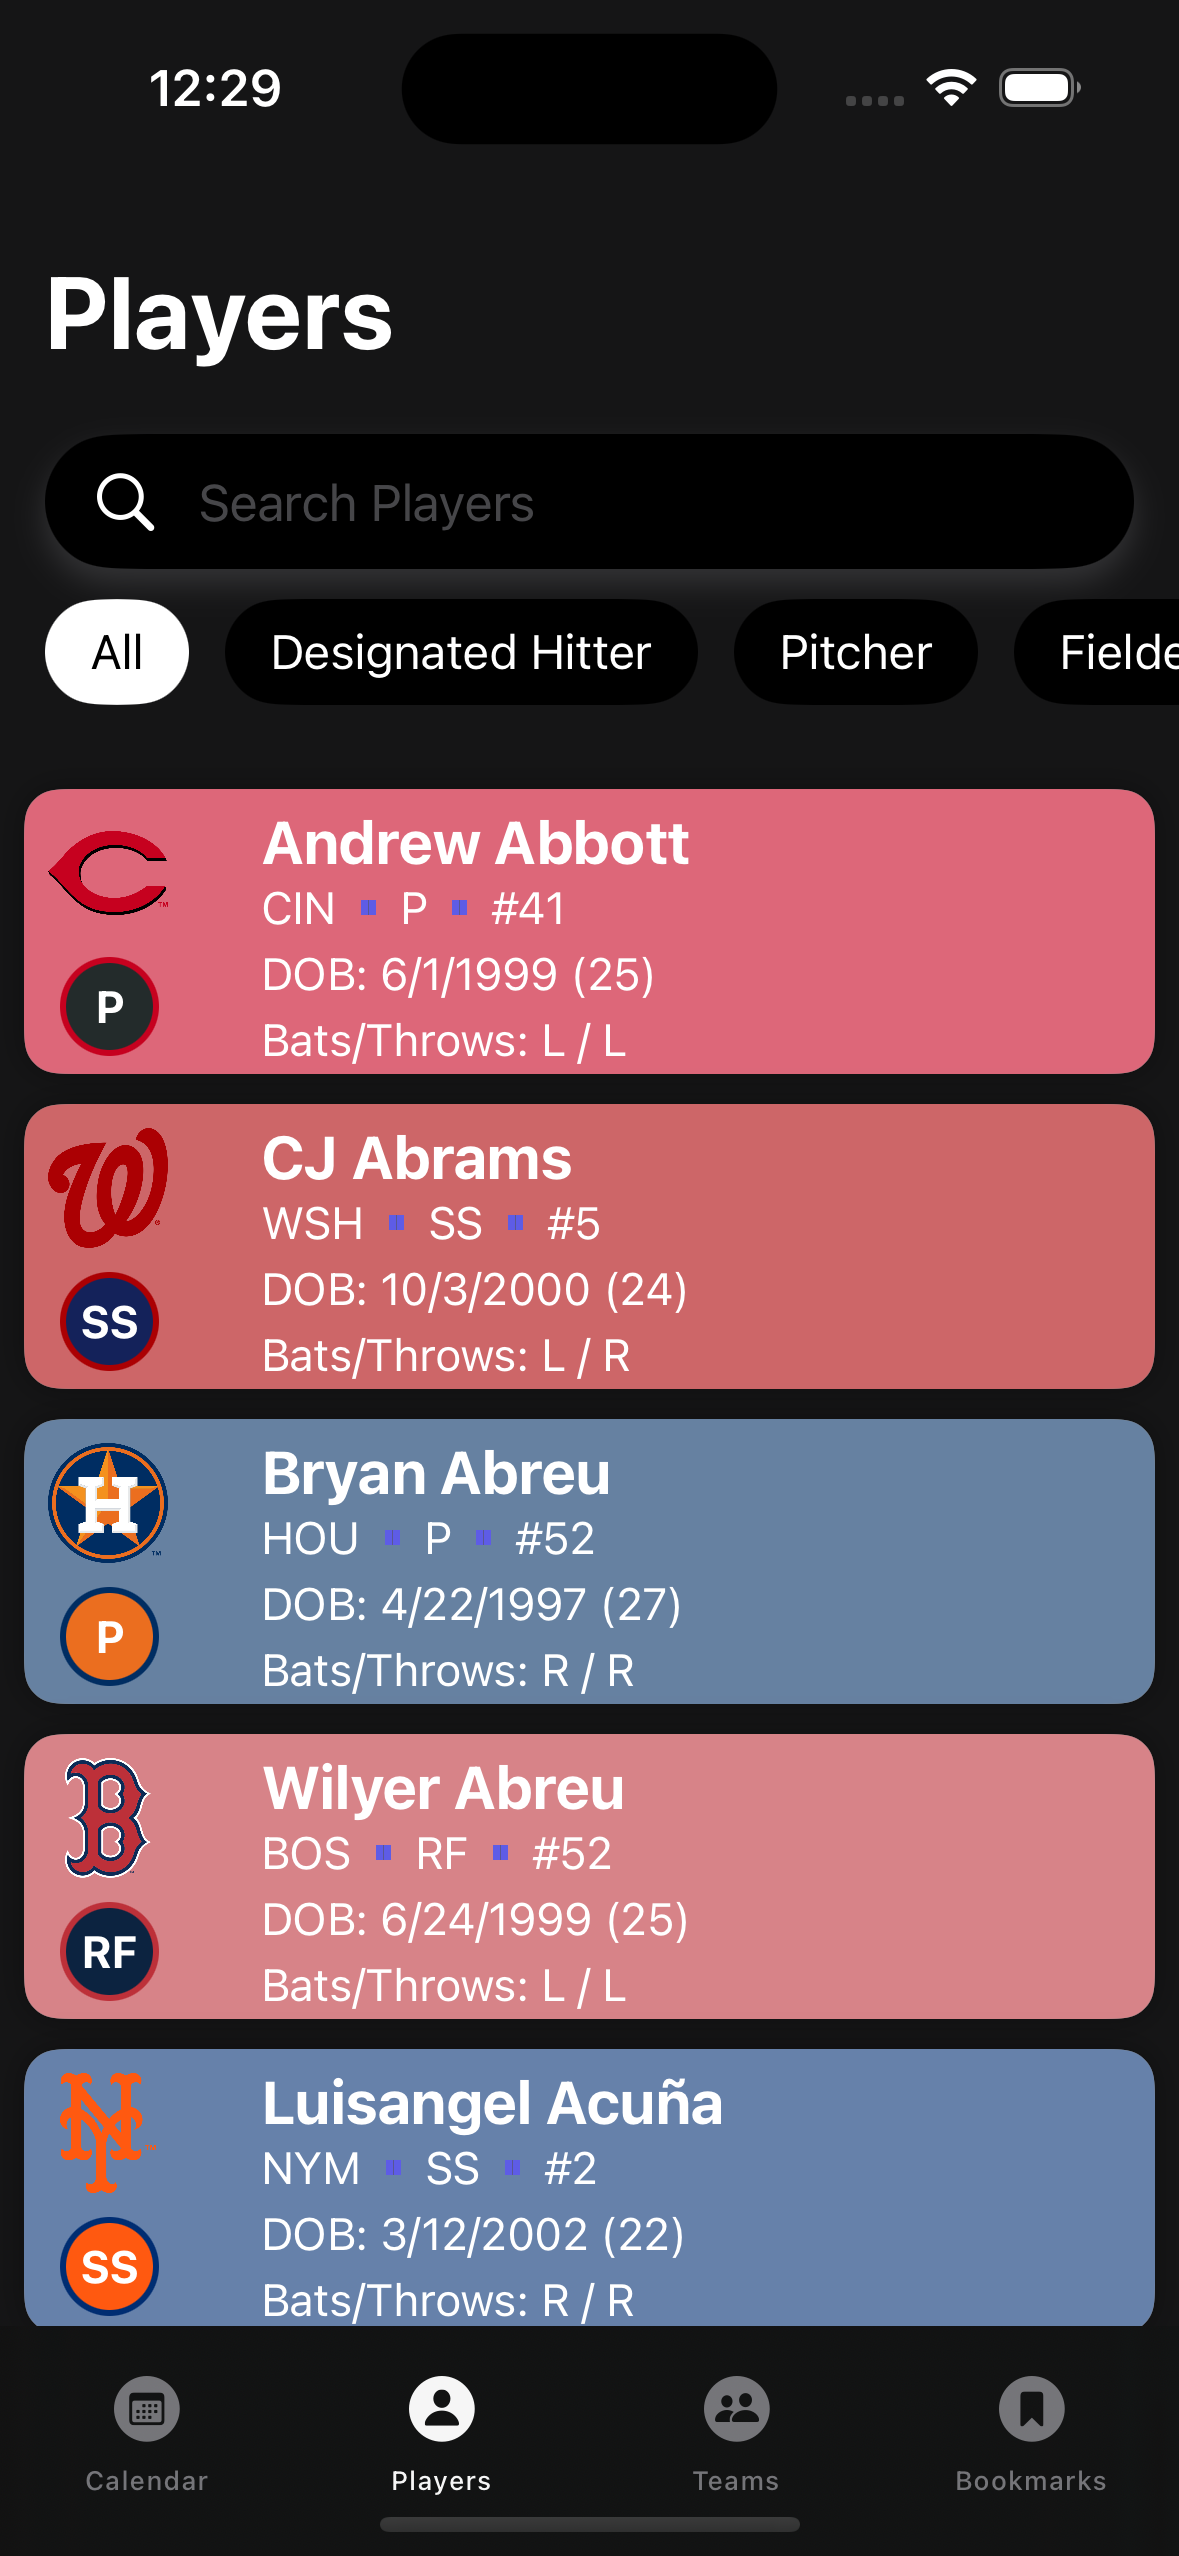 12:29
Players
Search Players
All
Designated Hitter
Pitcher
Fielde
Andrew Abbott
CIN ▪ P ▪ #41
DOB: 6/1/1999 (25)
P
Bats/Throws: L / L
CJ Abrams
WSH ▪ SS ▪ #5
DOB: 10/3/2000 (24)
SS
Bats/Throws: L / R
H
Bryan Abreu
HOU ▪ P ▪ #52
DOB: 4/22/1997 (27)
P
Bats/Throws: R / R
B
Wilyer Abreu
BOS ▪ RF ▪ #52
DOB: 6/24/1999 (25)
RF
Bats/Throws: L / L
NY
Luisangel Acuña
NYM ▪ SS ▪ #2
DOB: 3/12/2002 (22)
SS
Bats/Throws: R / R
Calendar
Players
Teams
Bookmarks